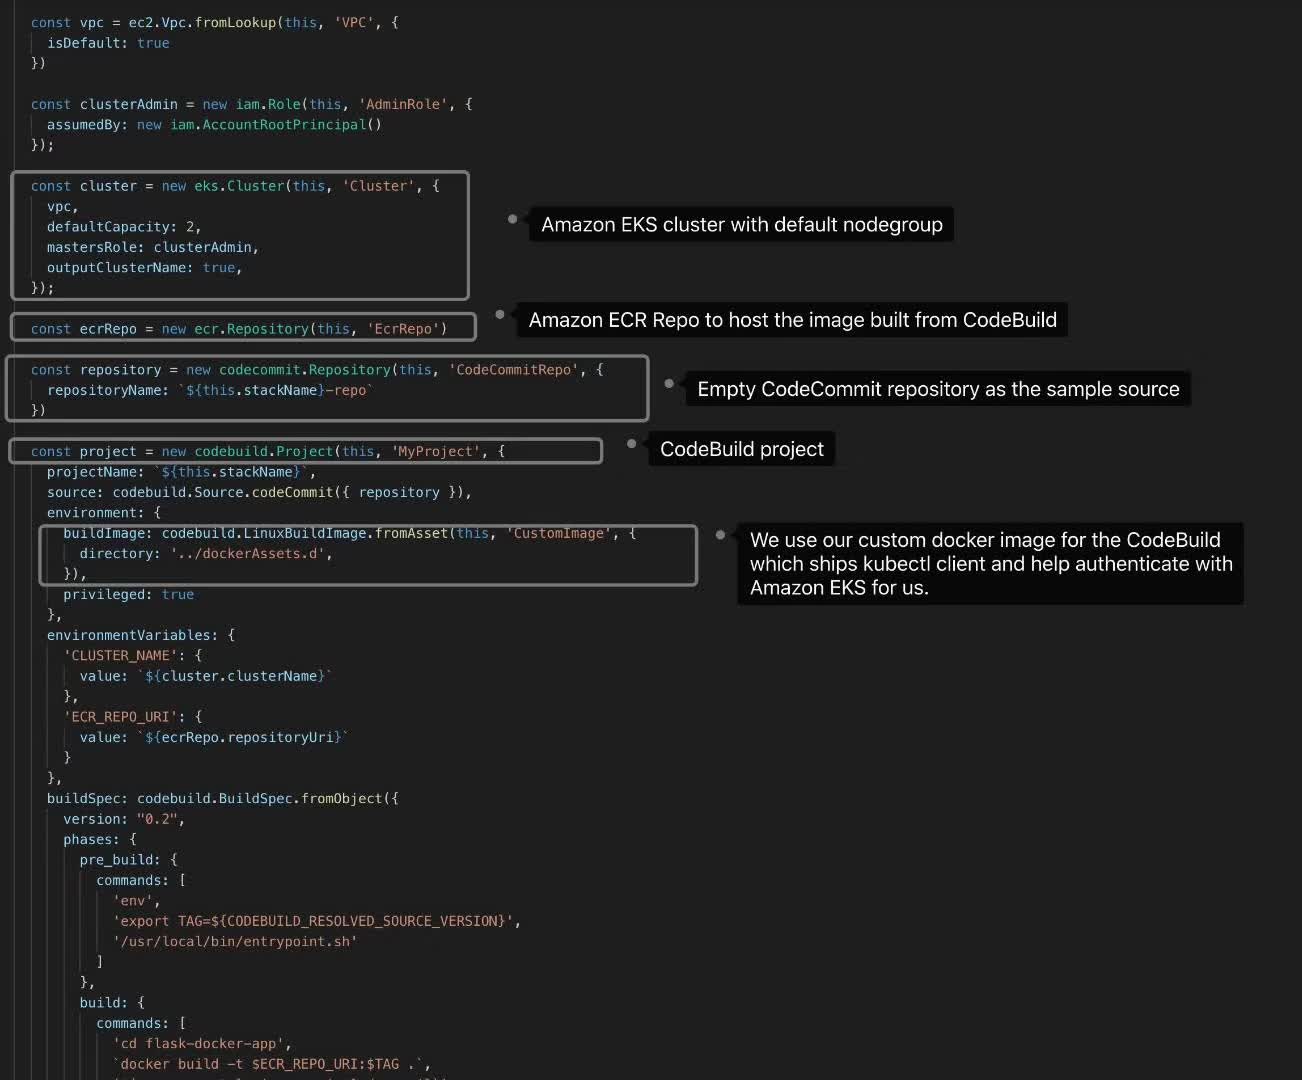 const vpc = ec2.Vpc.fromLookup(this, 'VPC', {
isDefault: true
})
const clusterAdmin = new iam.Role(this, 'AdminRole', {
assumedBy: new iam.AccountRootPrincipal()
});
const cluster = new eks.Cluster(this, 'Cluster', {
vpc,
defaultCapacity: 2,
mastersRole: clusterAdmin,
outputClusterName: true,
});
Amazon EKS cluster with default nodegroup
const ecrRepo = new ecr.Repository(this, 'EcrRepo')
Amazon ECR Repo to host the image built from CodeBuild
const repository = new codecommit.Repository(this, 'CodeCommitRepo', {
repositoryName: `${this.stackName}-repo`
})
Empty CodeCommit repository as the sample source
const project = new codebuild.Project(this, 'MyProject', {
CodeBuild project
projectName: `${this.stackName}`,
source: codebuild.Source.codeCommit({ repository }),
environment: {
buildImage: codebuild.LinuxBuildImage.fromAsset(this, 'CustomImage', {
directory: '../dockerAssets.d',
}),
We use our custom docker image for the CodeBuild
which ships kubectl client and help authenticate with
Amazon EKS for us.
privileged: true
},
environmentVariables: {
'CLUSTER_NAME': {
value: `${cluster.clusterName}`
},
'ECR_REPO_URI': {
value: `${ecrRepo.repositoryUri}`
}
},
buildSpec: codebuild.BuildSpec.fromObject({
version: "0.2",
phases: {
pre_build: {
commands: [
'env',
'export TAG=${CODEBUILD_RESOLVED_SOURCE_VERSION}',
'/usr/local/bin/entrypoint.sh'
]
},
build: {
commands: [
'cd flask-docker-app',
`docker build -t $ECR_REPO_URI:$TAG .`,